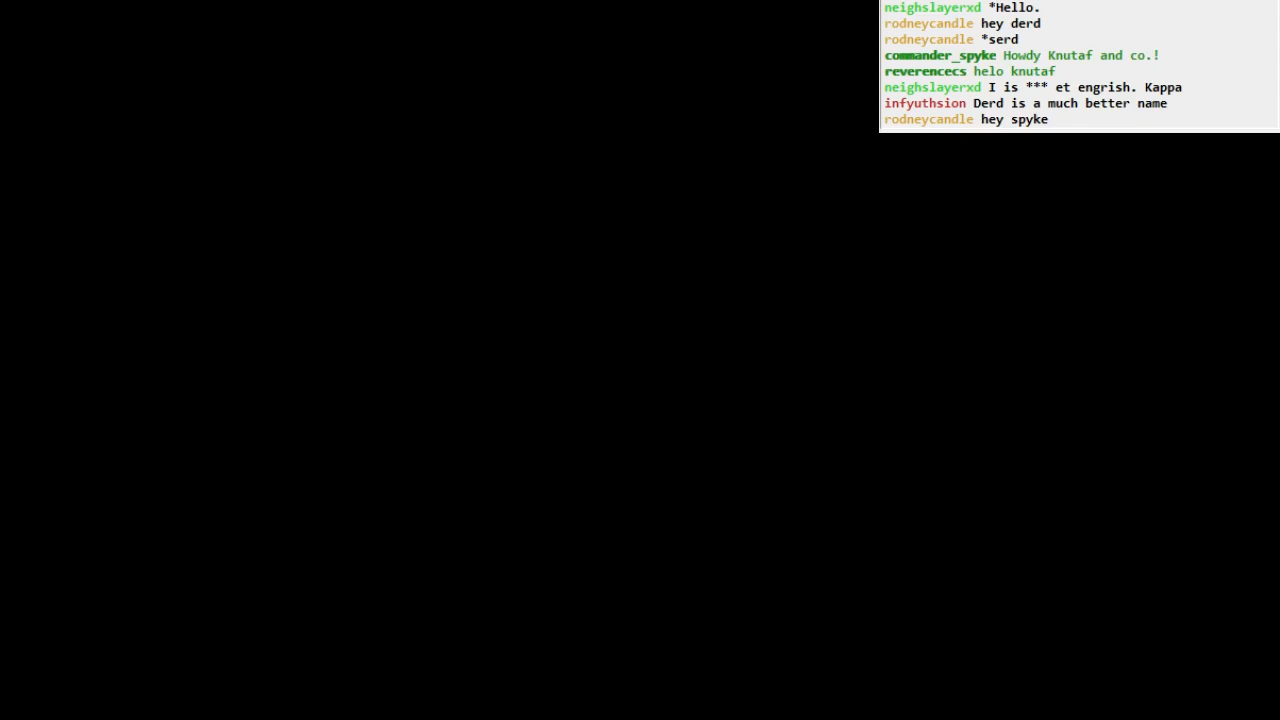 neighslayerxd *Hello.
rodneycandle hey derd
rodneycandle *serd
commander_spyke Howdy Knutaf and co.!
reverencecs helo knutaf
neighslayerxd I is *** et engrish. Kappa
infyuthsion Derd is a much better name
rodneycandle hey spyke